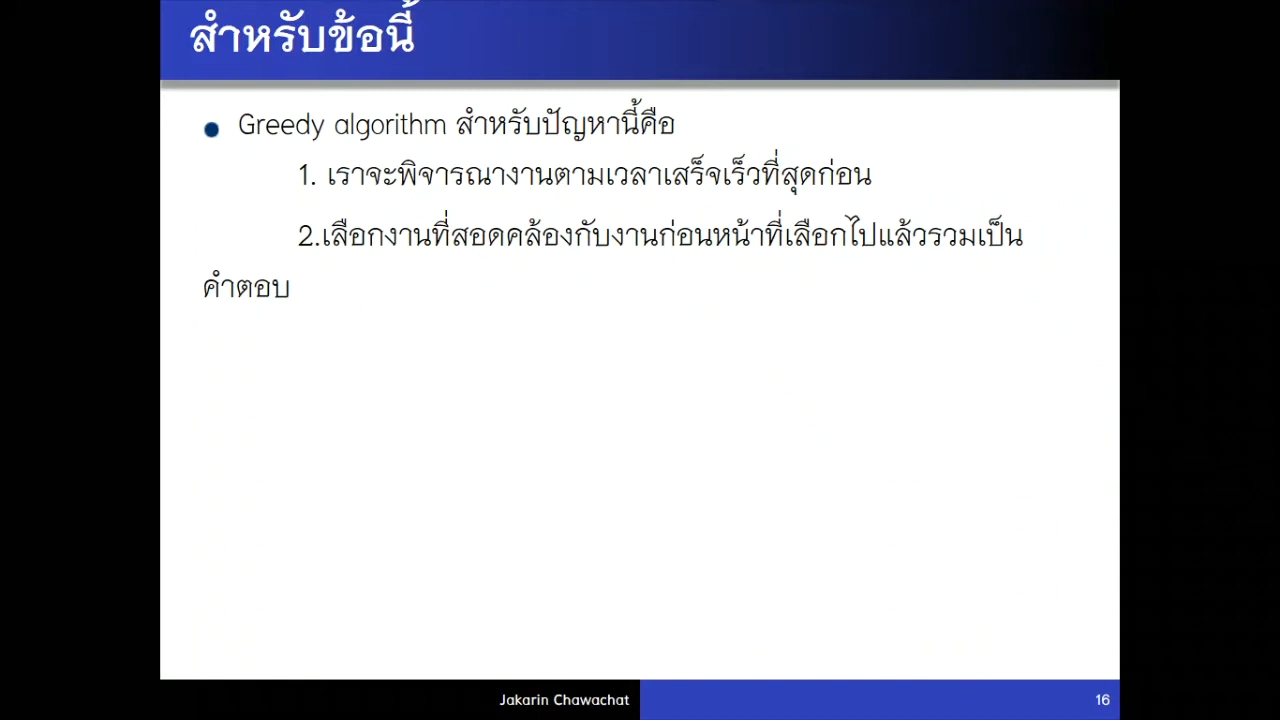 สำหรับข้อนี้
Greedy algorithm สำหรับปัญหานี้คือ
1. เราจะพิจารณางานตามเวลาเสร็จเร็วที่สุดก่อน
2.เลือกงานที่สอดคล้องกับงานก่อนหน้าที่เลือกไปแล้วรวมเป็น
คำตอบ
Jakarin Chawachat
16